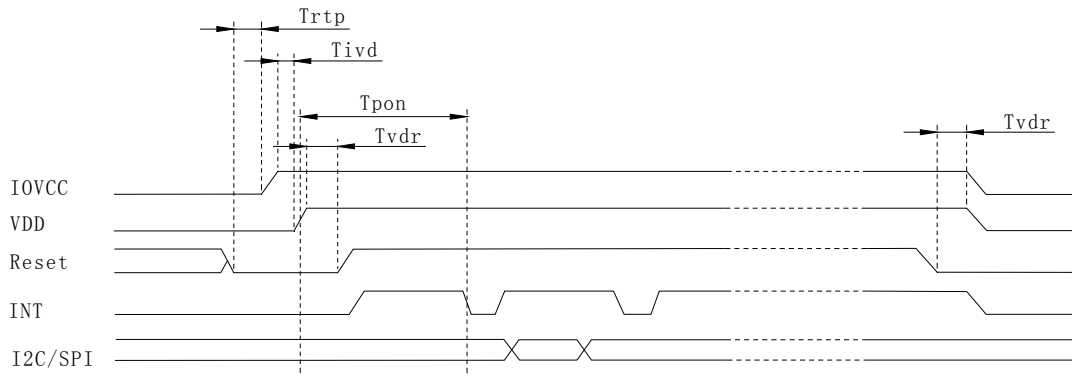 Trtp
Tivd
Tpon
Tvdr
Tvdr
IOVCC
VDD
Reset
INT
I2C/SPI